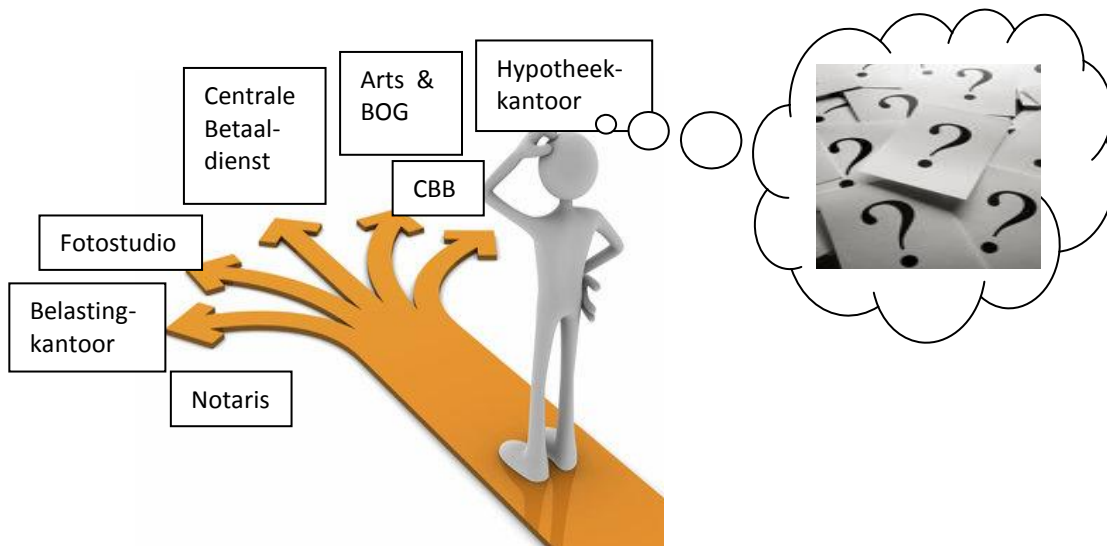 Hypotheek-
kantoor
Arts & 
BOG
Centrale
Betaal-
dienst
CBB
Fotostudio
Belasting-
kantoor
Notaris
?
?
?
?
?
?
?